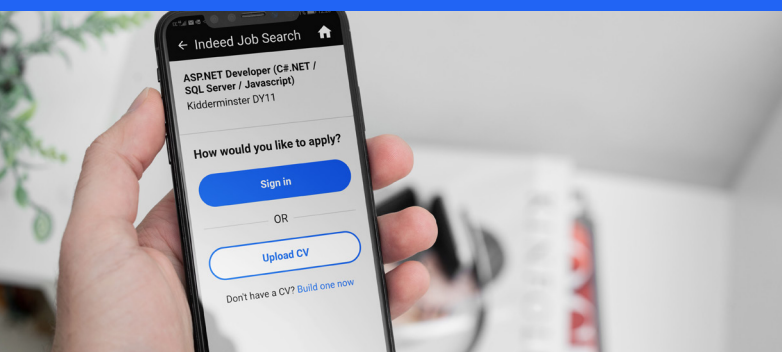 ← Indeed Job Search
ASP.NET Developer (C#.NET /
SQL Server / Javascript)
Kidderminster DY11
How would you like to apply?
Sign in
OR
Upload CV
Don't have a CV? Build one now